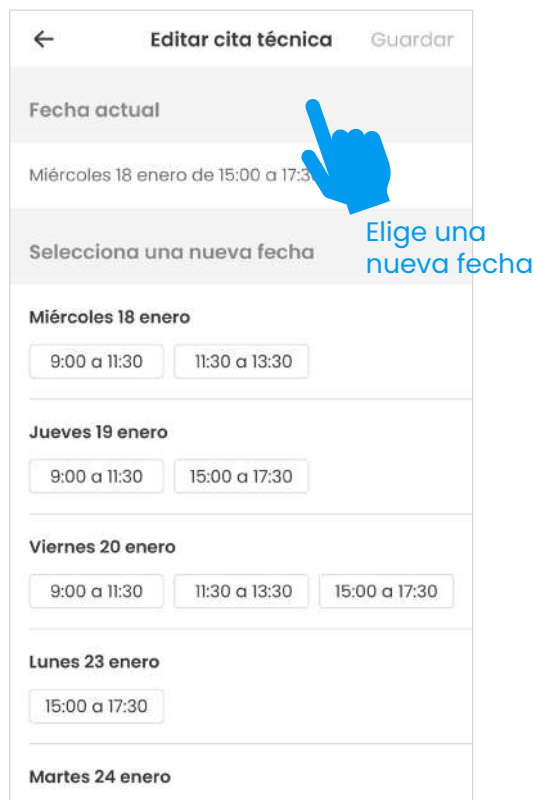 Editar cita técnica Guardar
Fecha actual
Miércoles 18 enero de 15:00 a 17:3
Elige una
nueva fecha
Selecciona una nueva fecha
Miércoles 18 enero
9:00 a 11:30 11:30 a 13:30
Jueves 19 enero
9:00 a 11:30 15:00 a 17:30
Viernes 20 enero
9:00 a 11:30 11:30 a 13:30 15:00 a 17:30
Lunes 23 enero
15:00 a 17:30
Martes 24 enero